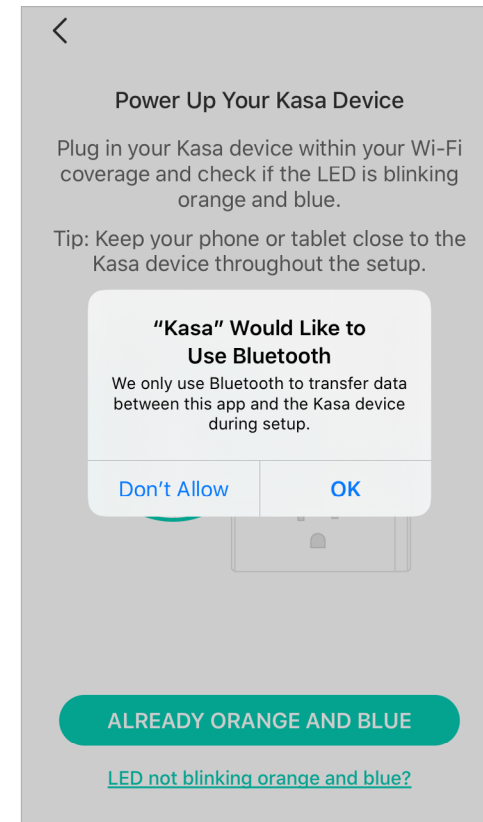 Power Up Your Kasa Device
Plug in your Kasa device within your Wi-Fi
coverage and check if the LED is blinking
orange and blue.
Tip: Keep your phone or tablet close to the
Kasa device throughout the setup.
“Kasa” Would Like to
Use Bluetooth
We only use Bluetooth to transfer data
between this app and the Kasa device
during setup.
Don’t Allow OK
ALREADY ORANGE AND BLUE
LED not blinking orange and blue?